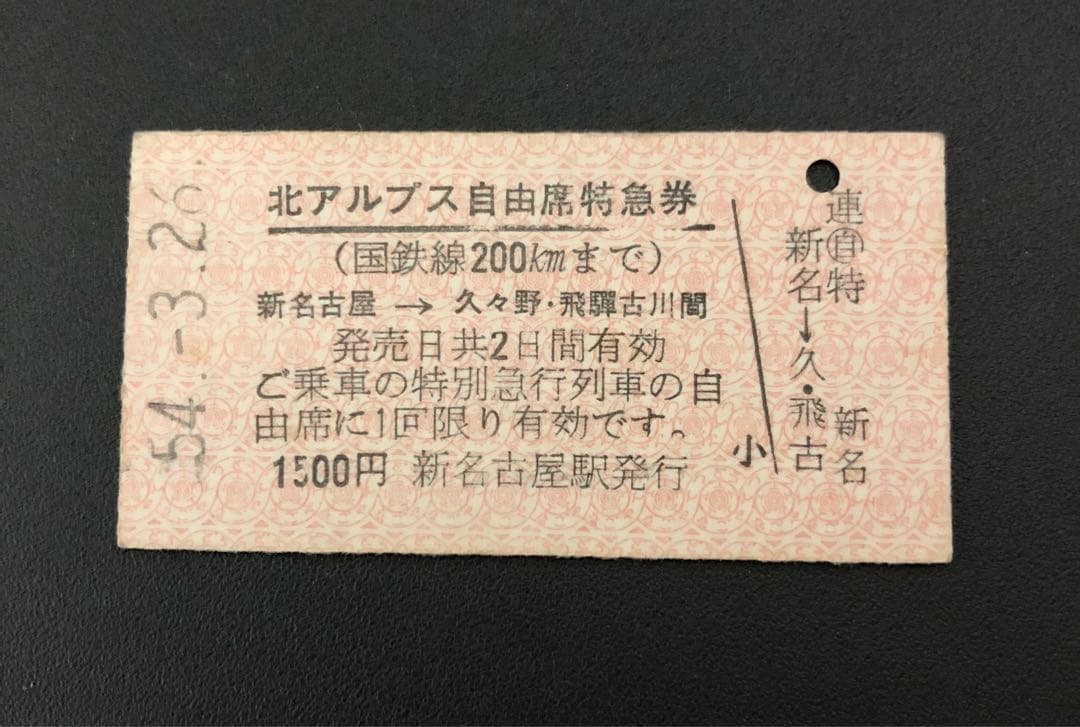 54.-3.26
北アルプス自由席特急券
(国鉄線200㎞まで)
新名古屋 → 久々野・飛驒古川間
発売日共2日間有効
ご乗車の特別急行列車の自
由席に1回限り有効です。
1500円 新名古屋駅発行
小
連㊀特
新名→久・飛古
新名